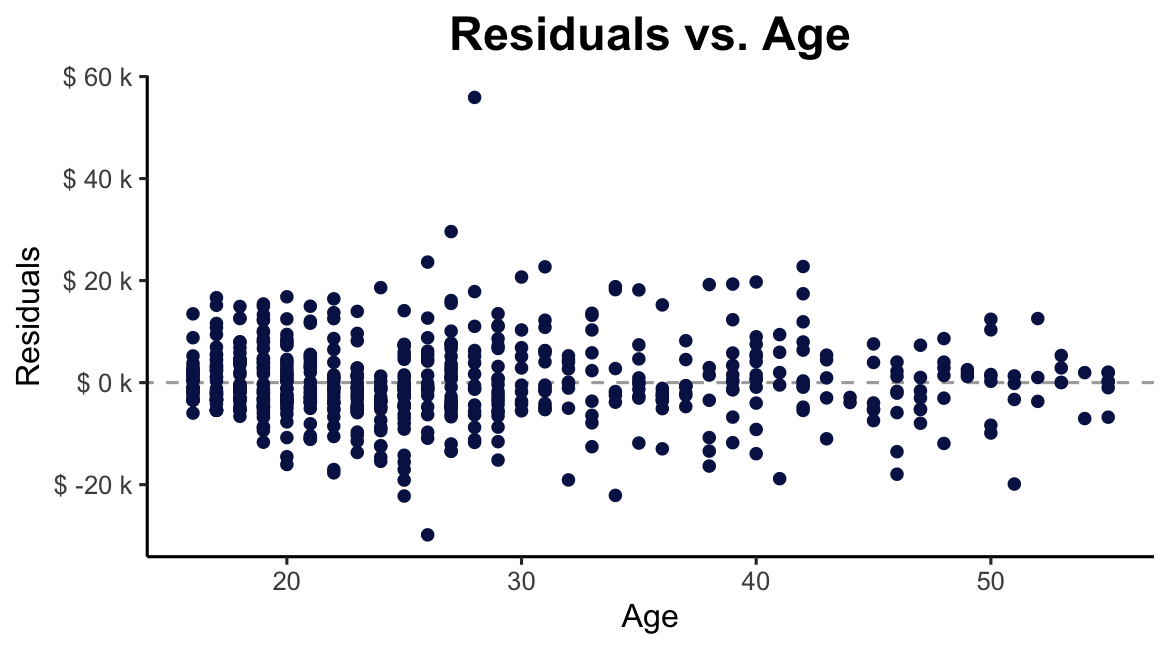 Residuals vs. Age
$ 60 k
$ 40 k
$ 20 k
$ 0 k
$ -20 k
Residuals
20 30 40 50
Age